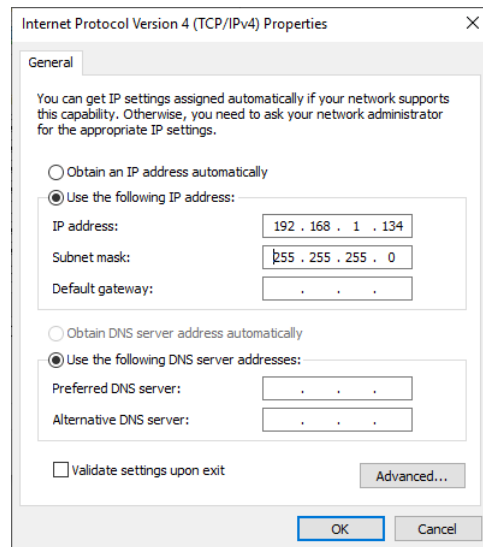 Internet Protocol Version 4 (TCP/IPv4) Properties
General
You can get IP settings assigned automatically if your network supports
this capability. Otherwise, you need to ask your network administrator
for the appropriate IP settings.
Obtain an IP address automatically
Use the following IP address:
IP address: 192 . 168 . 1 . 134
Subnet mask: 255 . 255 . 255 . 0
Default gateway: . . .
Obtain DNS server address automatically
Use the following DNS server addresses:
Preferred DNS server: . . .
Alternative DNS server: . . .
Validate settings upon exit
Advanced...
OK Cancel